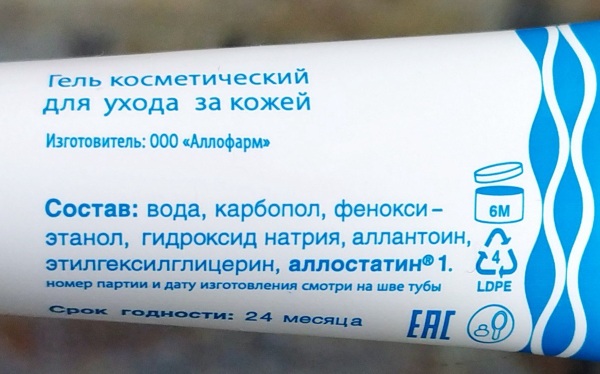 Гель косметический
для ухода за кожей
Изготовитель: ООО «Аллофарм»
Состав: вода, карбопол, фенокси-
этанол, гидроксид натрия, аллантоин,
этилгексилглицерин, аллостатин®1.
номер партии и дату изготовления смотри на шве тубы
Срок годности: 24 месяца
6М
4
LDPE
ЕАС